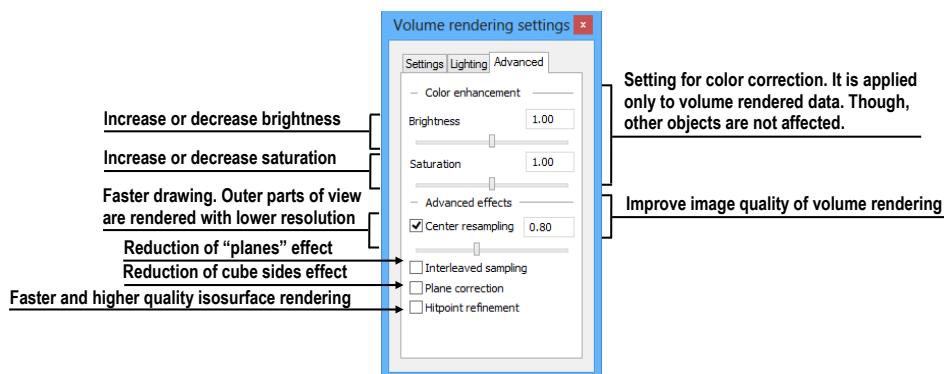 Volume rendering settings
x
Settings
Lighting
Advanced
Color enhancement
Brightness
1.00
Saturation
1.00
Advanced effects
Center resampling
0.80
Interleaved sampling
Plane correction
Hitpoint refinement
Increase or decrease brightness
Increase or decrease saturation
Faster drawing. Outer parts of view
are rendered with lower resolution
Reduction of “planes” effect
Reduction of cube sides effect
Faster and higher quality isosurface rendering
Setting for color correction. It is applied
only to volume rendered data. Though,
other objects are not affected.
Improve image quality of volume rendering